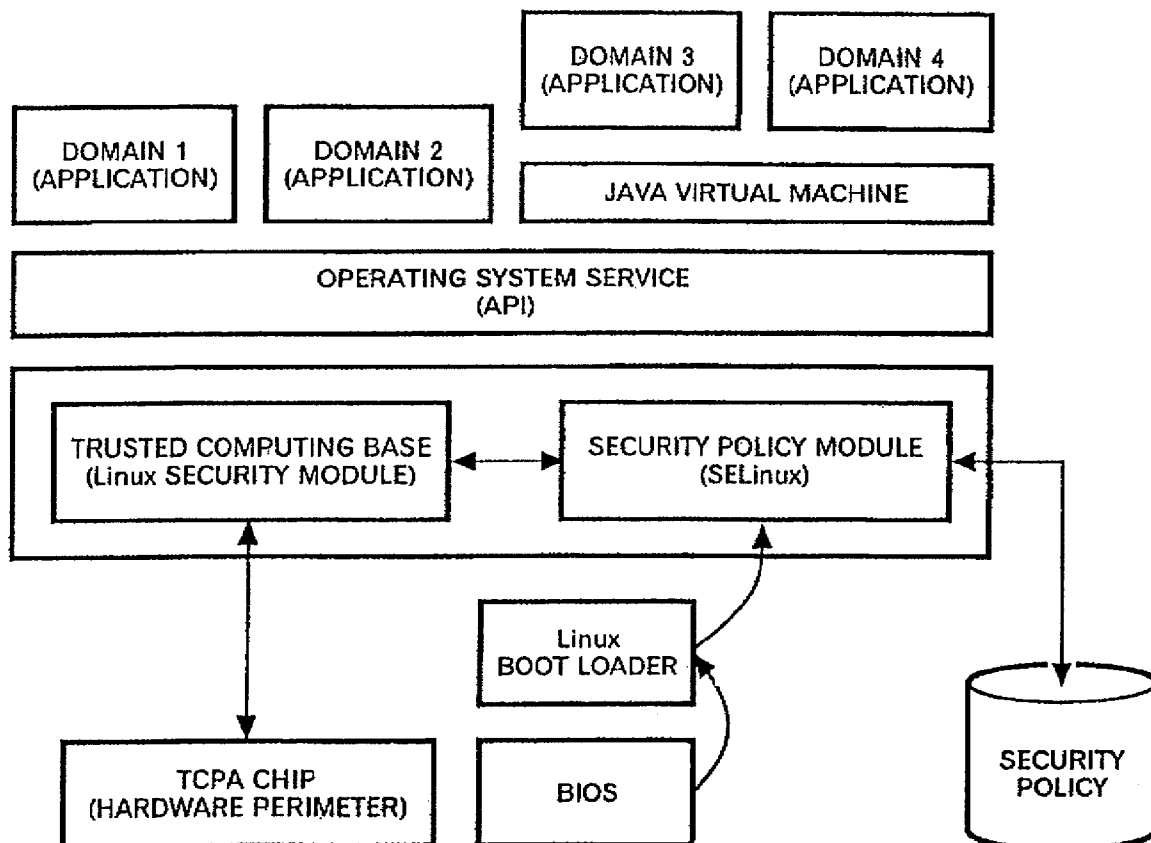 DOMAIN 3
(APPLICATION)
DOMAIN 4
(APPLICATION)
DOMAIN 1
(APPLICATION)
DOMAIN 2
(APPLICATION)
JAVA VIRTUAL MACHINE
OPERATING SYSTEM SERVICE
(API)
TRUSTED COMPUTING BASE
(Linux SECURITY MODULE)
SECURITY POLICY MODULE
(SELinux)
Linux
BOOT LOADER
TCPA CHIP
(HARDWARE PERIMETER)
BIOS
SECURITY
POLICY